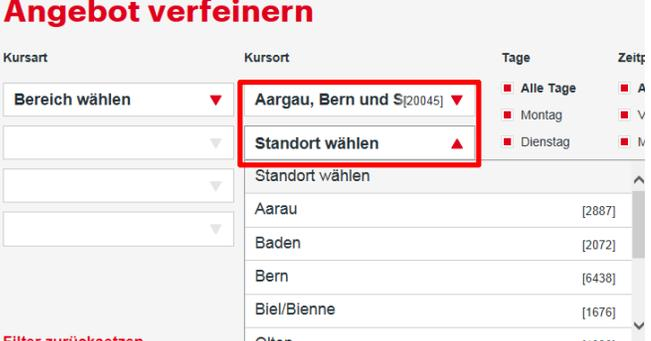 Angebot verfeinern
Kursart
Kursort
Tage
Bereich wählen
Aargau, Bern und S[20045]
Alle Tage
Standort wählen
Montag
Dienstag
Standort wählen
Aarau [2887]
Baden [2072]
Bern [6438]
Biel/Bienne [1676]